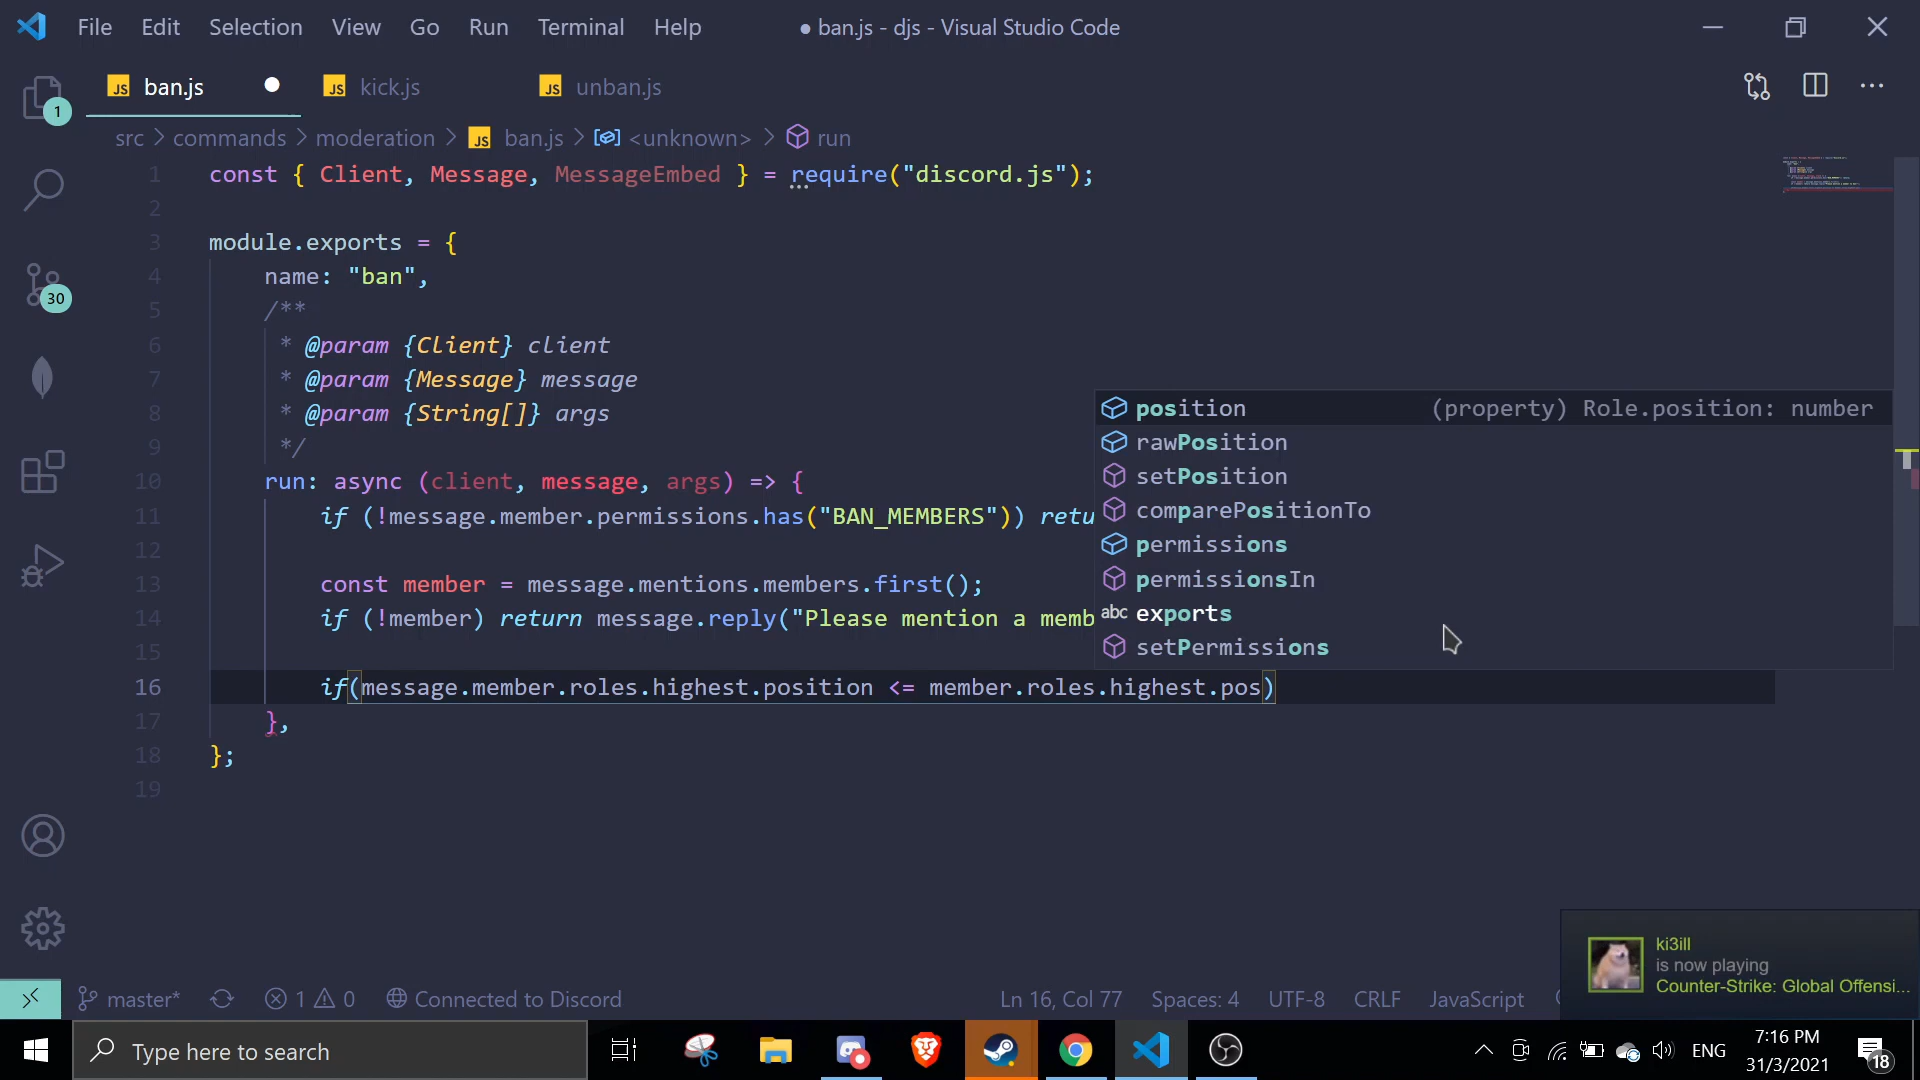 File Edit Selection View Go Run Terminal Help ● ban.js - djs - Visual Studio Code
JS ban.js JS kick.js JS unban.js
1
src > commands > moderation > JS ban.js > <unknown> > run
1 const { Client, Message, MessageEmbed } = require("discord.js");
2
3 module.exports = {
4 name: "ban",
5 /**
6 * @param {Client} client
7 * @param {Message} message
8 * @param {String[]} args
9 */
10 run: async (client, message, args) => {
11 if (!message.member.permissions.has("BAN_MEMBERS")) retu
12
13 const member = message.mentions.members.first();
14 if (!member) return message.reply("Please mention a memb
15
16 if(message.member.roles.highest.position <= member.roles.highest.pos)
17 },
18 };
19
30
position (property) Role.position: number
rawPosition
setPosition
comparePositionTo
permissions
permissionsIn
abc exports
setPermissions
ki3ill
is now playing
Counter-Strike: Global Offensi...
master* 1 0 Connected to Discord Ln 16, Col 77 Spaces: 4 UTF-8 CRLF JavaScript
Type here to search
ENG
7:16 PM
31/3/2021
18